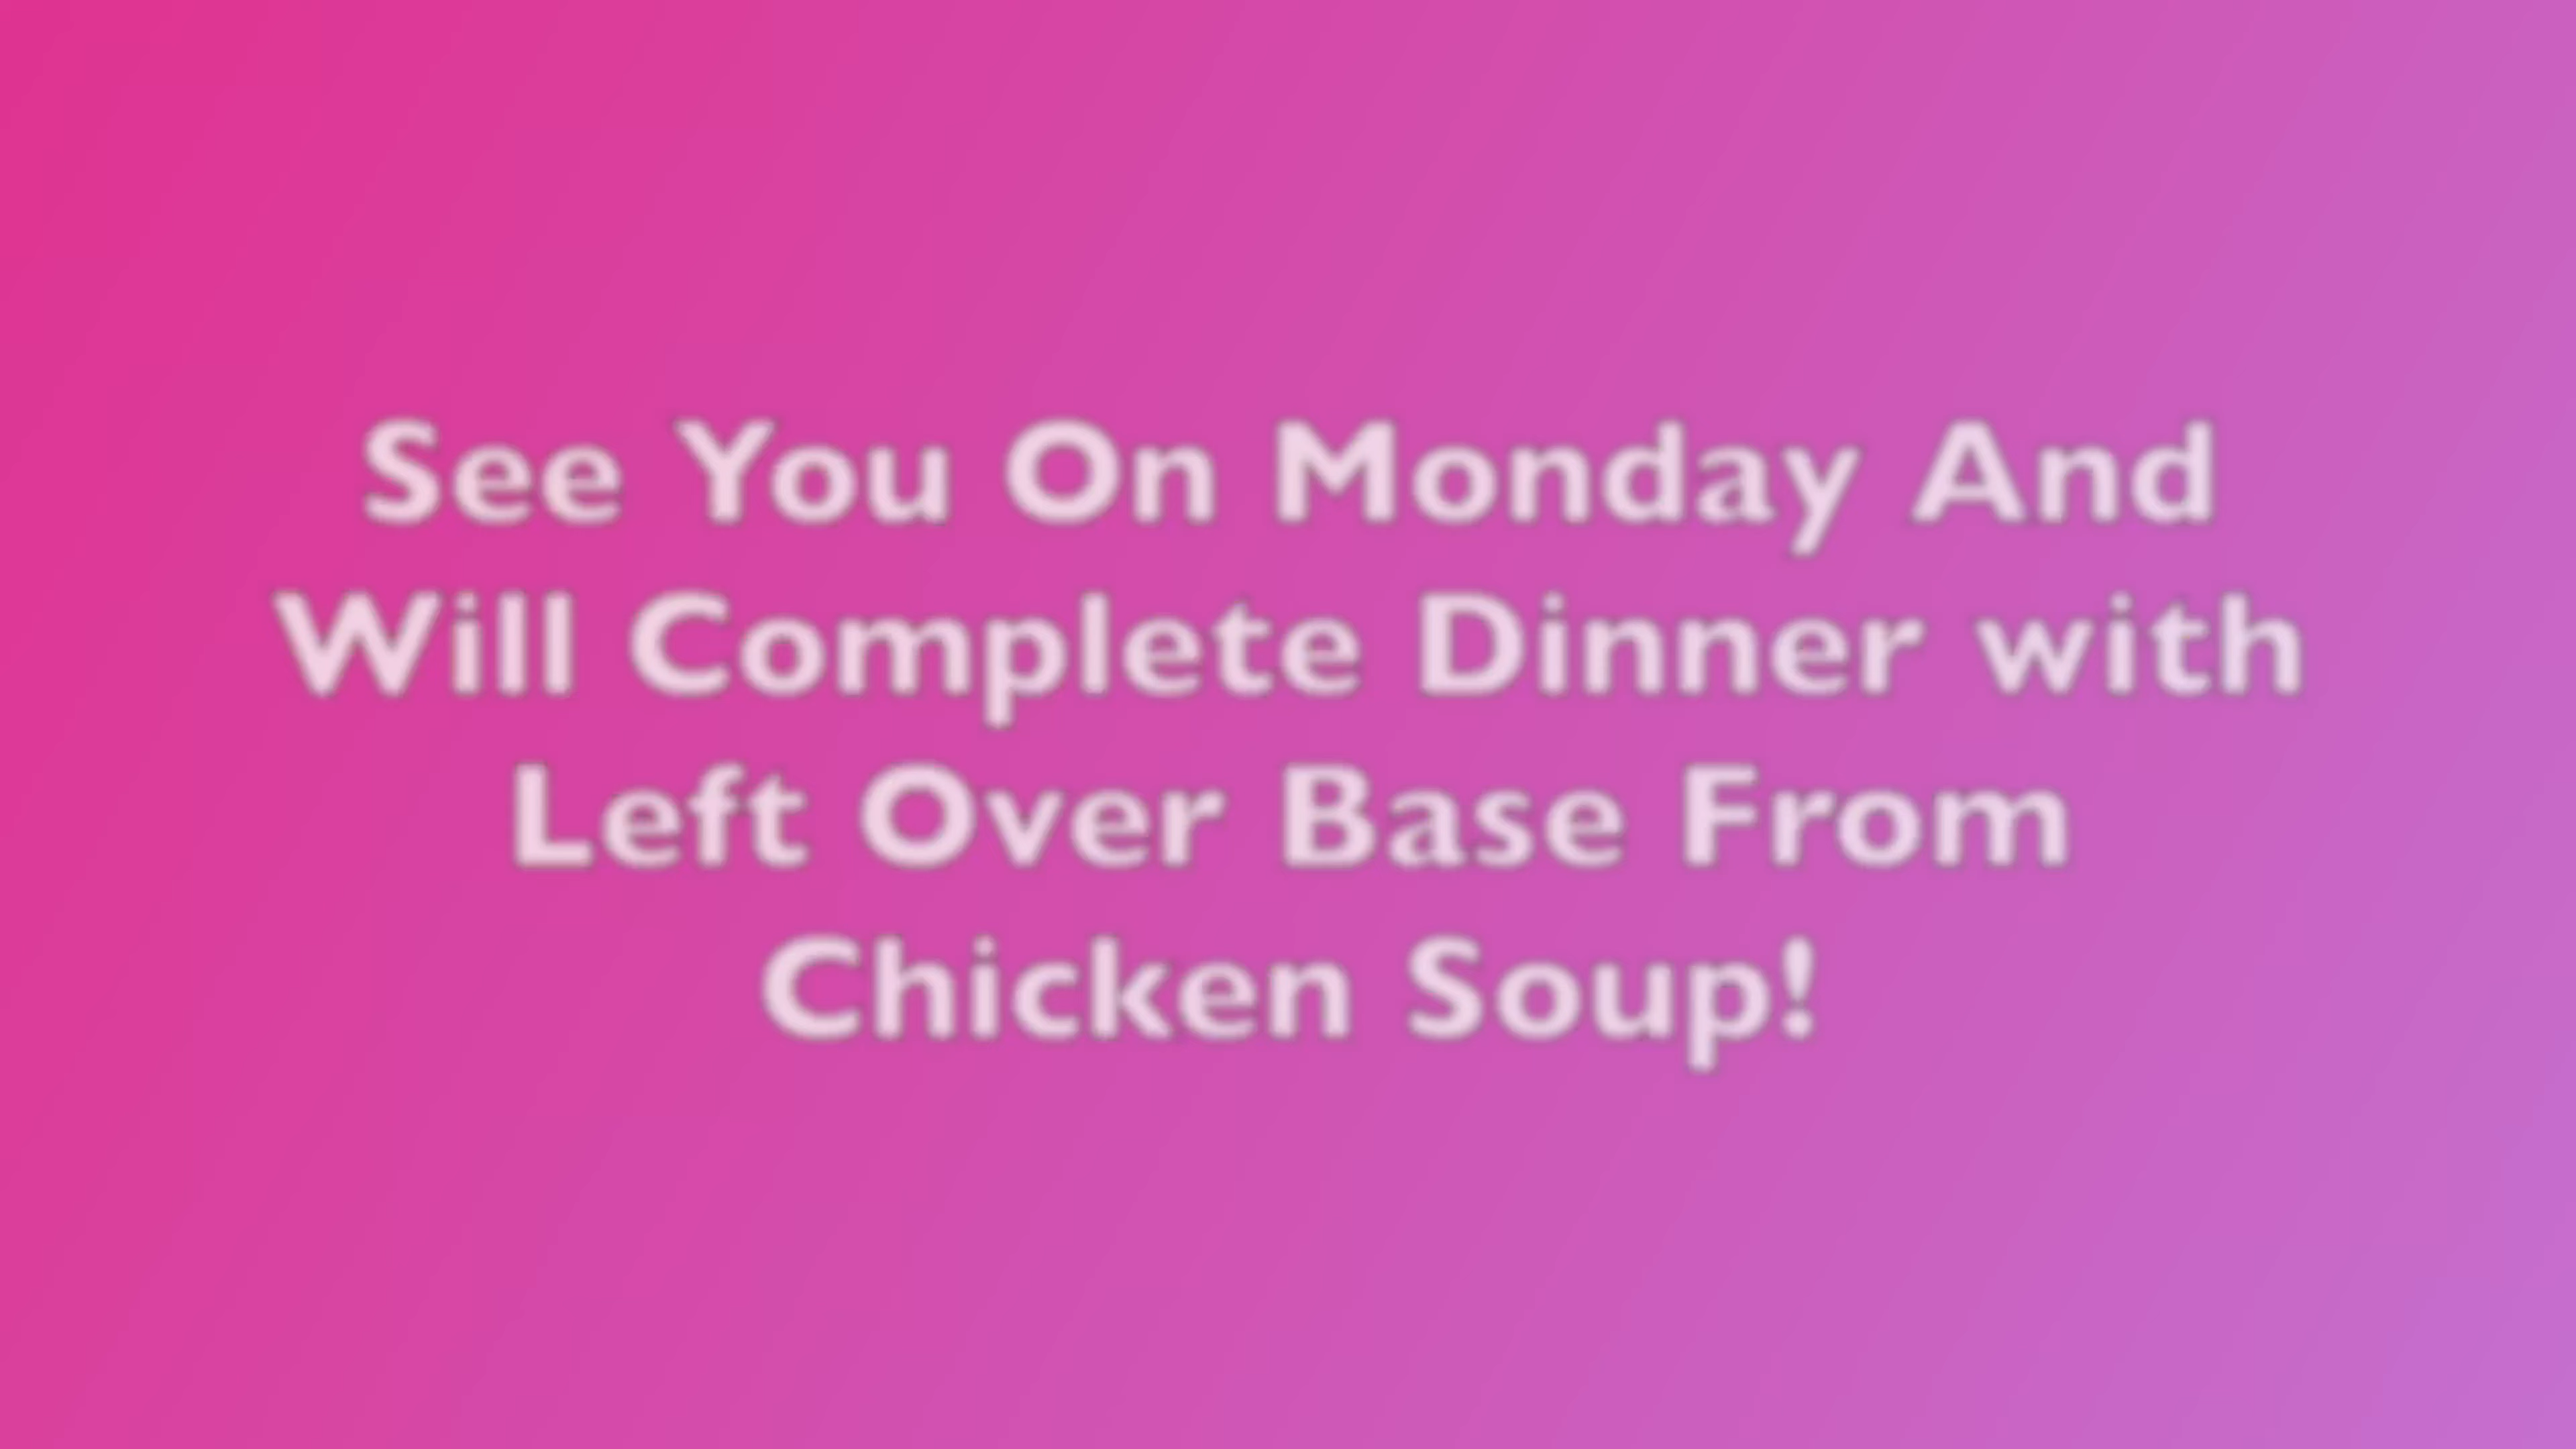 See You On Monday And
Will Complete Dinner with
Left Over Base From
Chicken Soup!